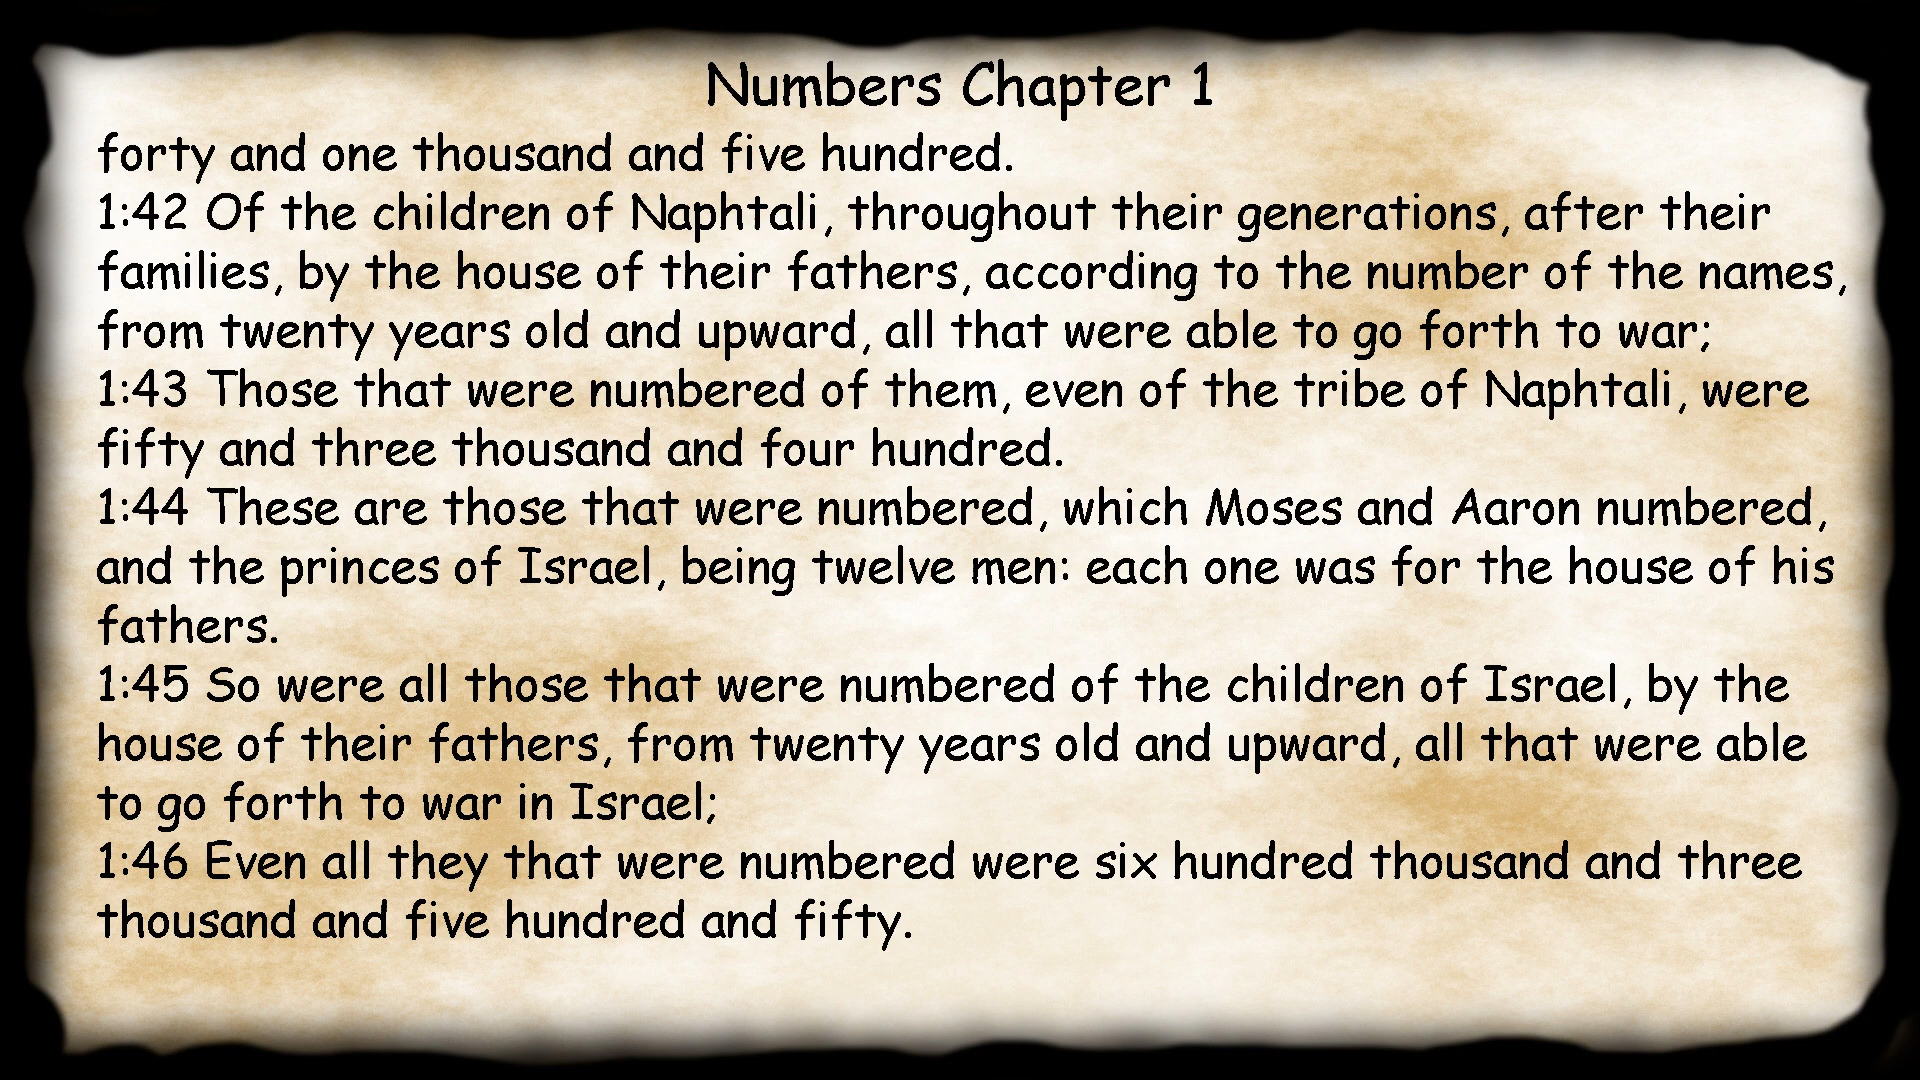 Numbers Chapter 1
forty and one thousand and five hundred.
1:42 Of the children of Naphtali, throughout their generations, after their
families, by the house of their fathers, according to the number of the names,
from twenty years old and upward, all that were able to go forth to war;
1:43 Those that were numbered of them, even of the tribe of Naphtali, were
fifty and three thousand and four hundred.
1:44 These are those that were numbered, which Moses and Aaron numbered,
and the princes of Israel, being twelve men: each one was for the house of his
fathers.
1:45 So were all those that were numbered of the children of Israel, by the
house of their fathers, from twenty years old and upward, all that were able
to go forth to war in Israel;
1:46 Even all they that were numbered were six hundred thousand and three
thousand and five hundred and fifty.